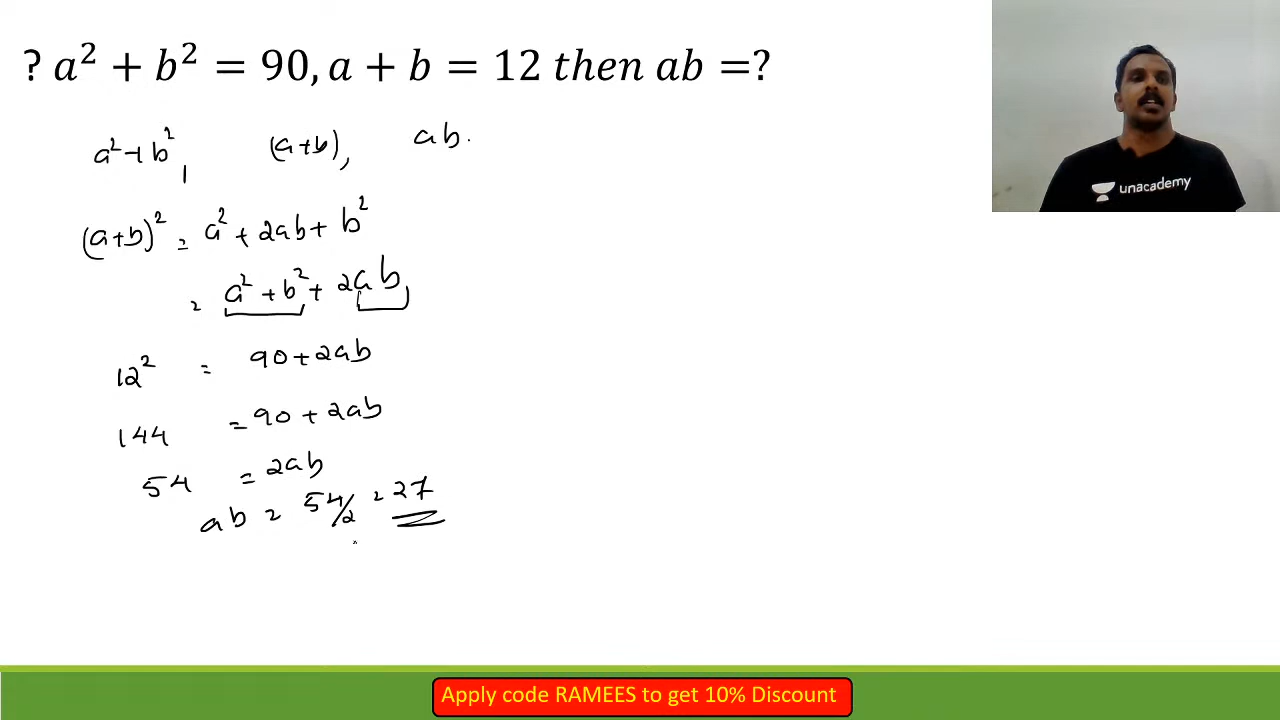 ? a² + b² = 90, a + b = 12 then ab =?
a² + b², (a+b), ab.
(a+b)² = a² + 2ab + b²
= a² + b² + 2ab
12² = 90 + 2ab
144 = 90 + 2ab
54 = 2ab
ab = 54/2 = 27
unacademy
Apply code RAMEES to get 10% Discount